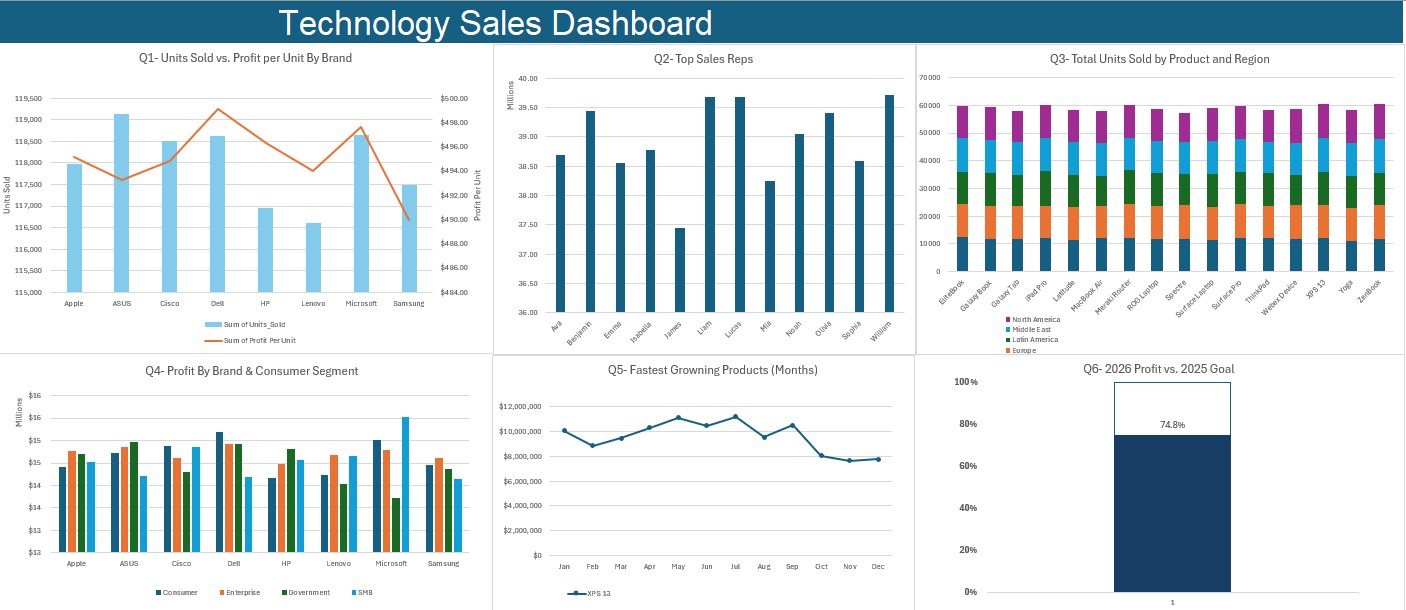 Technology Sales Dashboard
Q1- Units Sold vs. Profit per Unit By Brand
119,500
119,000
118,500
118,000
117,500
117,000
116,500
116,000
115,500
115,000
Units Sold
$500.00
$498.00
$496.00
$494.00
$492.00
$490.00
$488.00
$486.00
$484.00
Profit Per Unit
Apple ASUS Cisco Dell HP Lenovo Microsoft Samsung
Sum of Units_Sold
Sum of Profit Per Unit
Q2- Top Sales Reps
Millions
40.00
39.50
39.00
38.50
38.00
37.50
37.00
36.50
36.00
Ava Benjamin Emma Isabella James Liam Lucas Mia Noah Olivia Sophia William
Q3- Total Units Sold by Product and Region
70000
60000
50000
40000
30000
20000
10000
0
EliteBook Galaxy Book Galaxy Tab iPad Pro Latitude MacBook Air Meraki Router ROG Laptop Spectre Surface Laptop Surface Pro ThinkPad Webex Device XPS 13 Yoga ZenBook
North America
Middle East
Latin America
Europe
Q4- Profit By Brand & Consumer Segment
Millions
$16
$16
$15
$15
$14
$14
$13
$13
Apple ASUS Cisco Dell HP Lenovo Microsoft Samsung
Consumer Enterprise Government SMB
Q5- Fastest Growning Products (Months)
$12,000,000
$10,000,000
$8,000,000
$6,000,000
$4,000,000
$2,000,000
$0
Jan Feb Mar Apr May Jun Jul Aug Sep Oct Nov Dec
XPS 13
Q6- 2026 Profit vs. 2025 Goal
100%
80%
60%
40%
20%
0%
74.8%
1